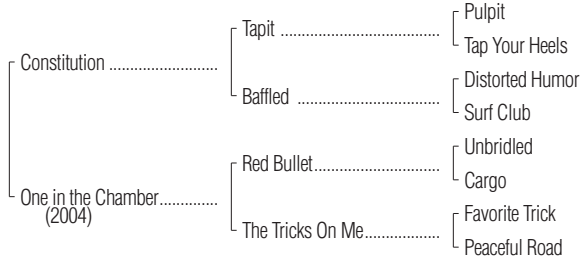 Pulpit
Tapit ..............................
Tap Your Heels
Constitution .........................
Distorted Humor
Baffled .................................
Surf Club
Unbridled
Red Bullet.............................
Cargo
One in the Chamber.............
(2004)
Favorite Trick
The Tricks On Me.................
Peaceful Road